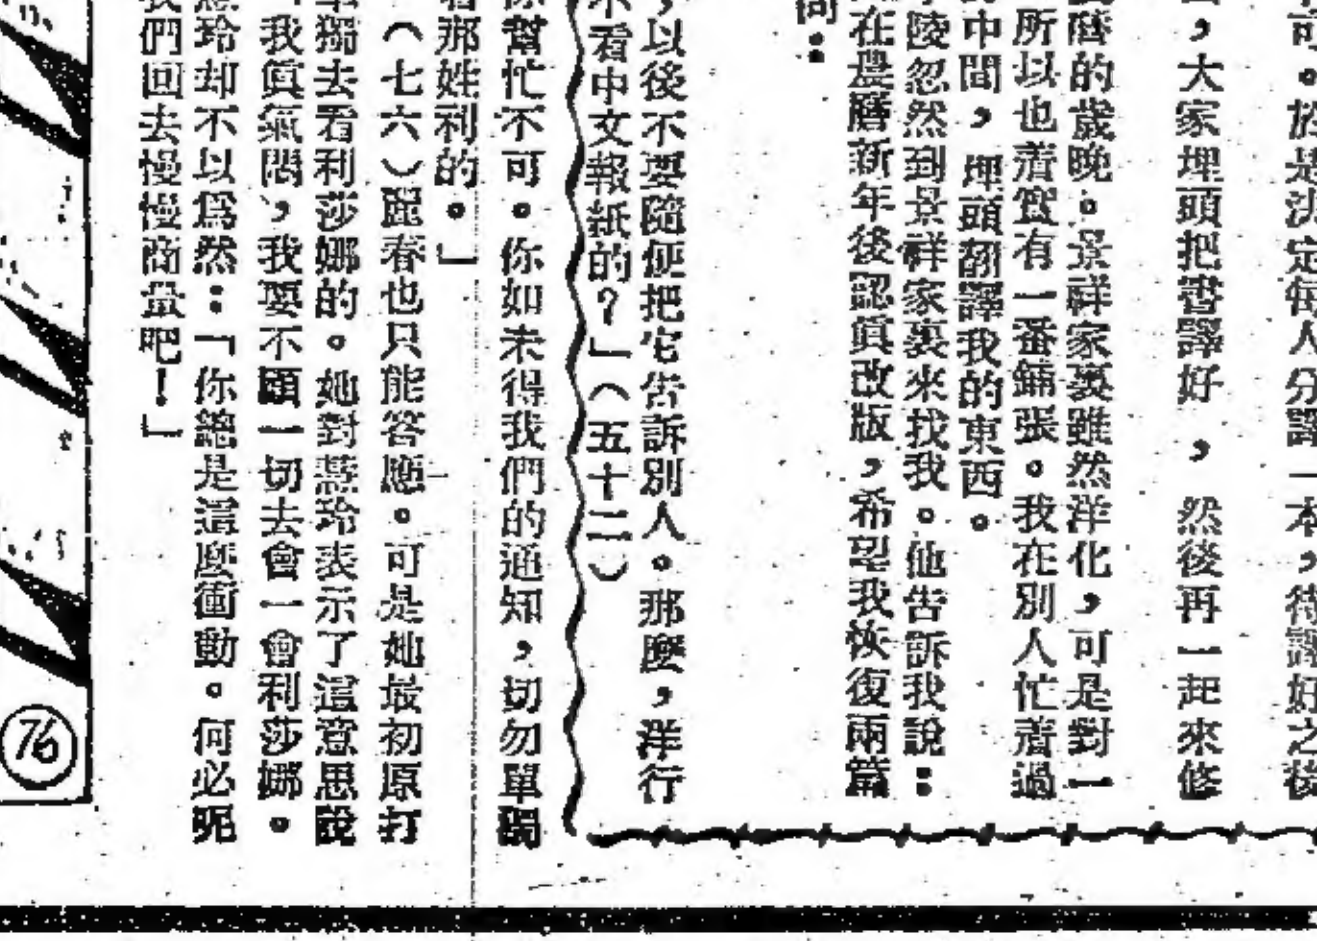 可。於是決定每人分譯一本，待譯好之後
，大家埋頭把書譯好，然後再一起來修
曆的歲晚。景祥家裏雖然洋化，可是對一
所以也着實有一番鋪張。我在別人忙着過
中間，埋頭翻譯我的東西。
陵忽然到景祥家裏來找我。他告訴我說：
在農曆新年後認眞改版，希望我恢復兩篇
問：
，以後不要隨便把它告訴別人。那麼，洋行
不看中文報紙的？」（五十二）
你幫忙不可。你如未得我們的通知，切勿單獨
看那姓利的。」
（七六）麗春也只能答應。可是她最初原打
單獨去看利莎娜的。她對慧玲表示了這意思說
我眞氣悶，我要不顧一切去會一會利莎娜。
慧玲却不以爲然：「你總是這麼衝動。何必呢
我們回去慢慢商量吧！」
76